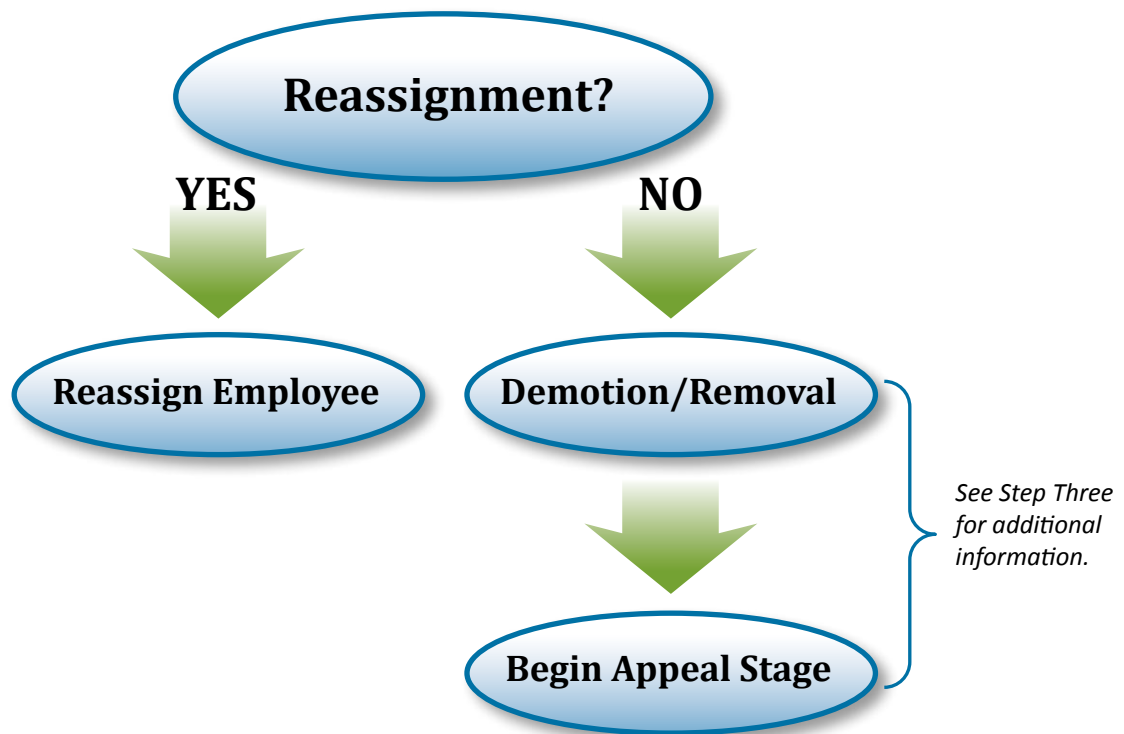 Reassignment?
YES
NO
Reassign Employee
Demotion/Removal
See Step Three
for additional
information.
Begin Appeal Stage